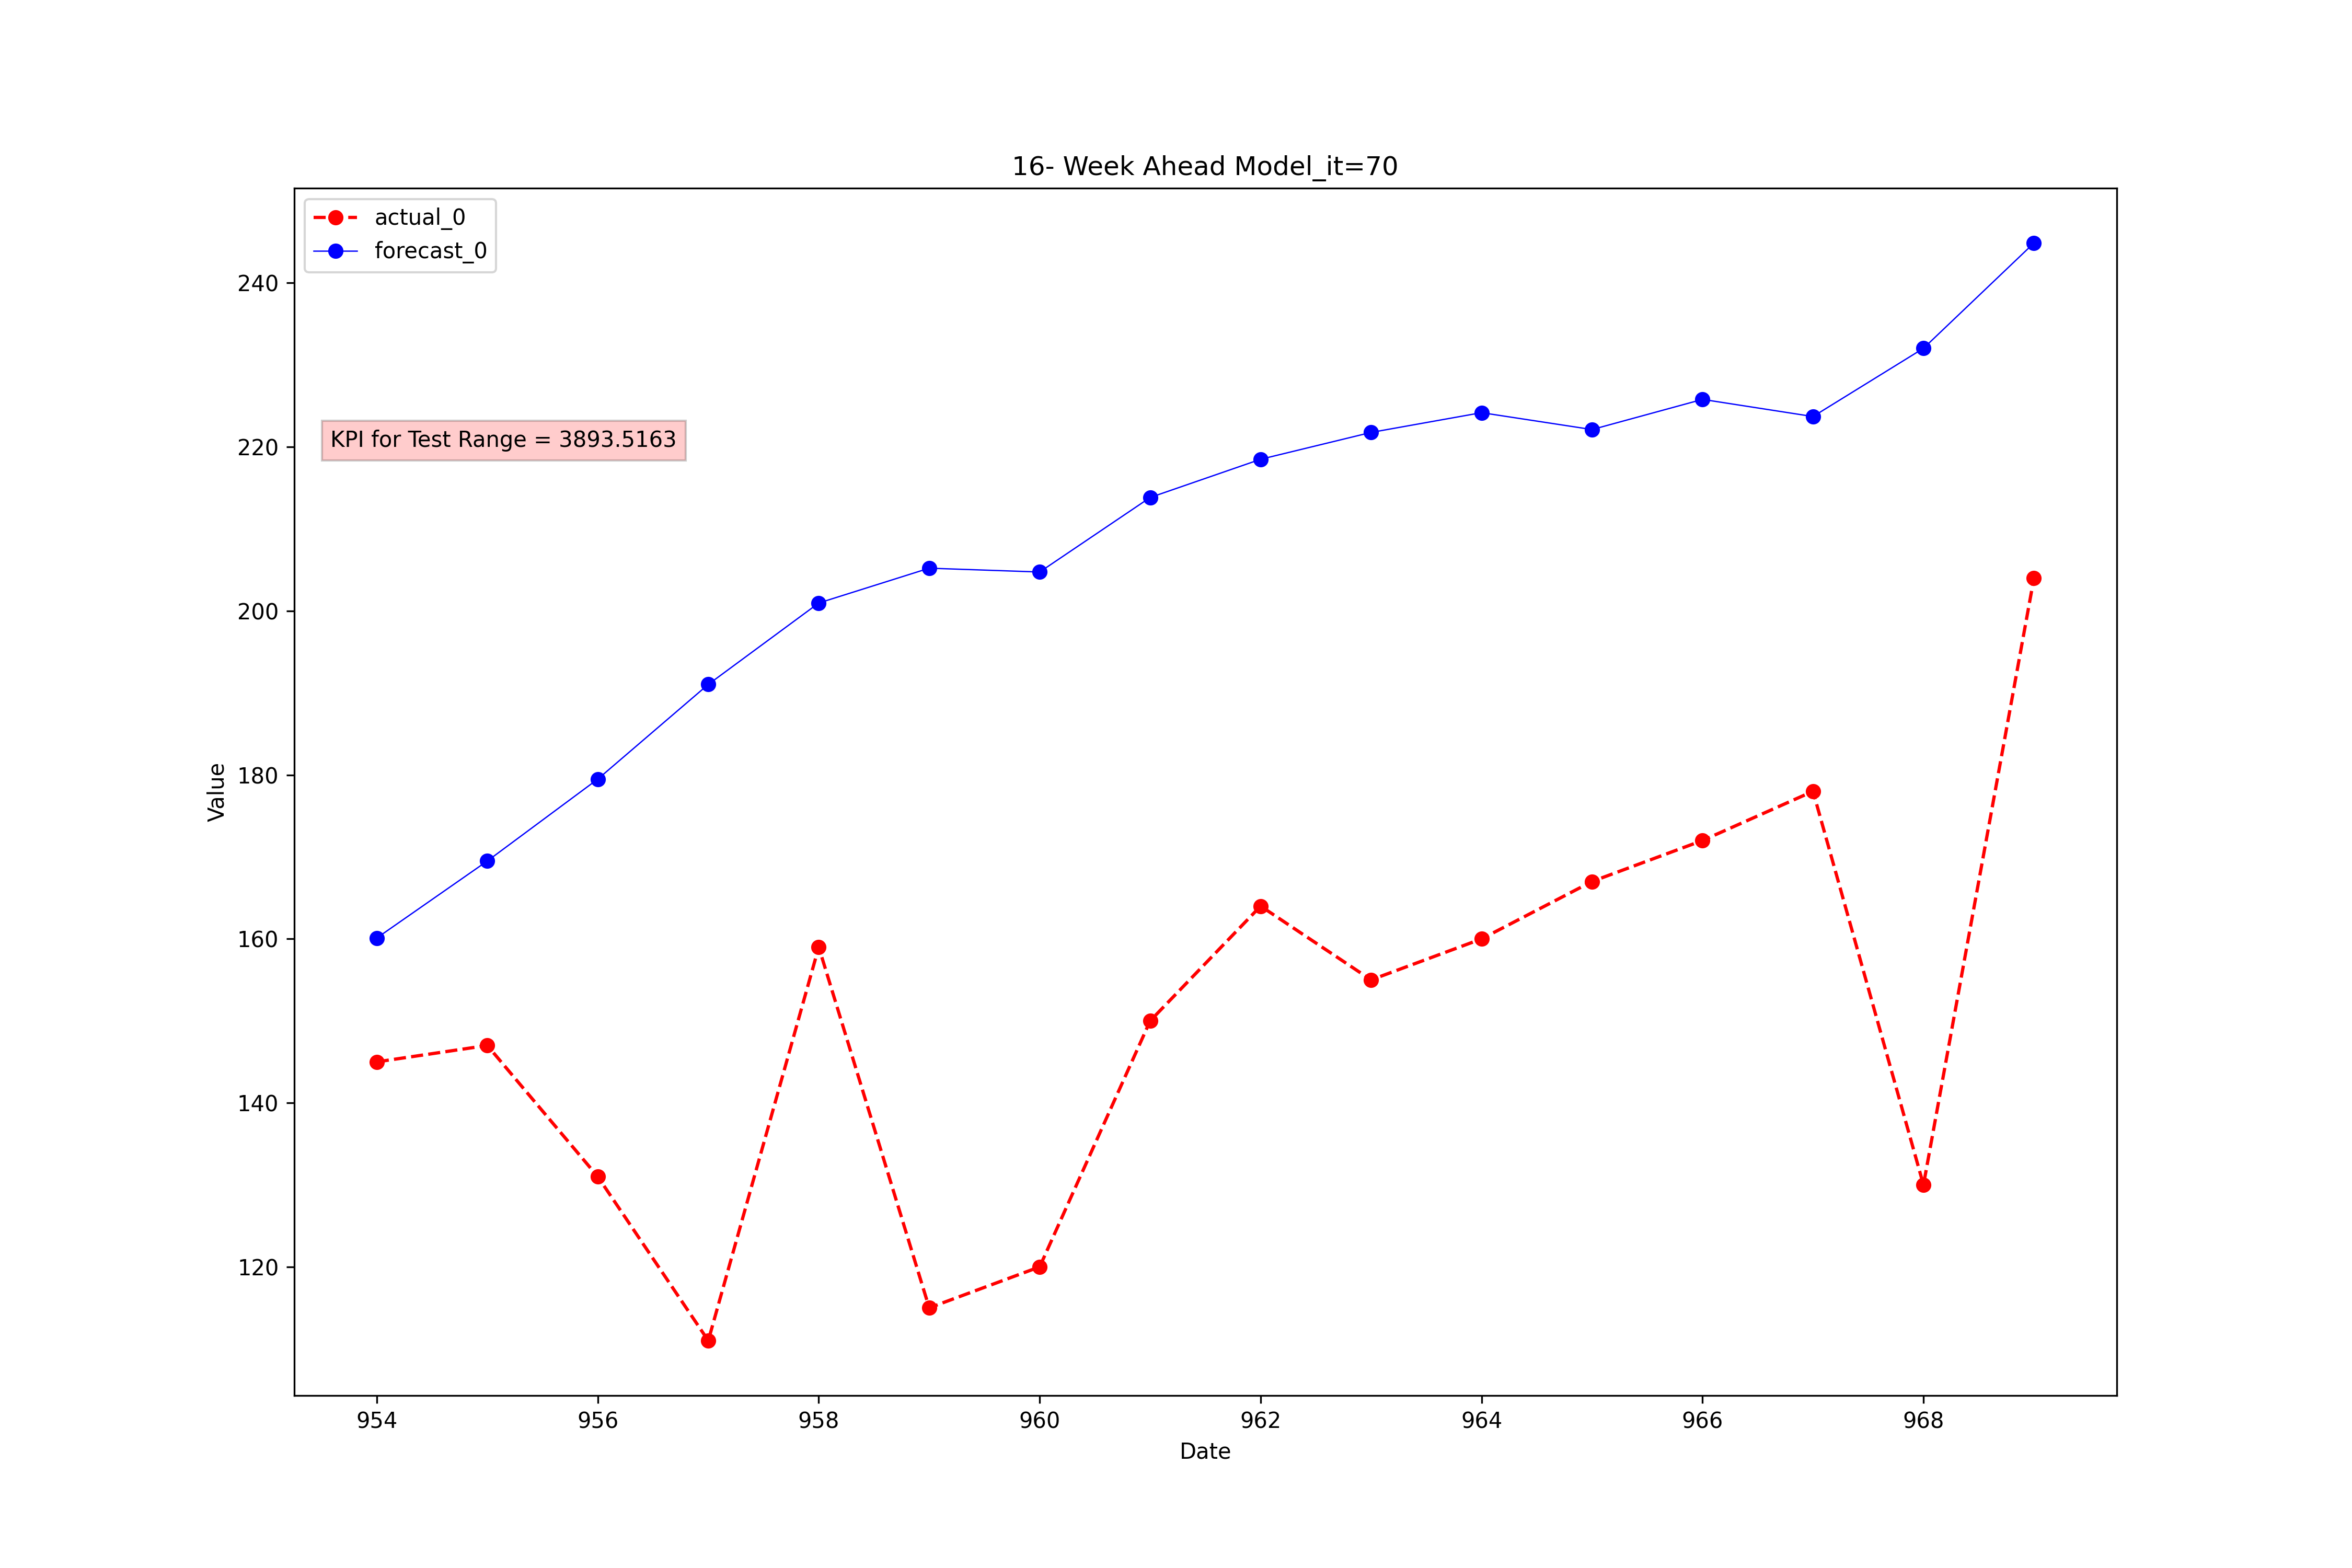 16- Week Ahead Model_it=70
actual_0
forecast_0
KPI for Test Range = 3893.5163
Value
240
220
200
180
160
140
120
954 956 958 960 962 964 966 968
Date